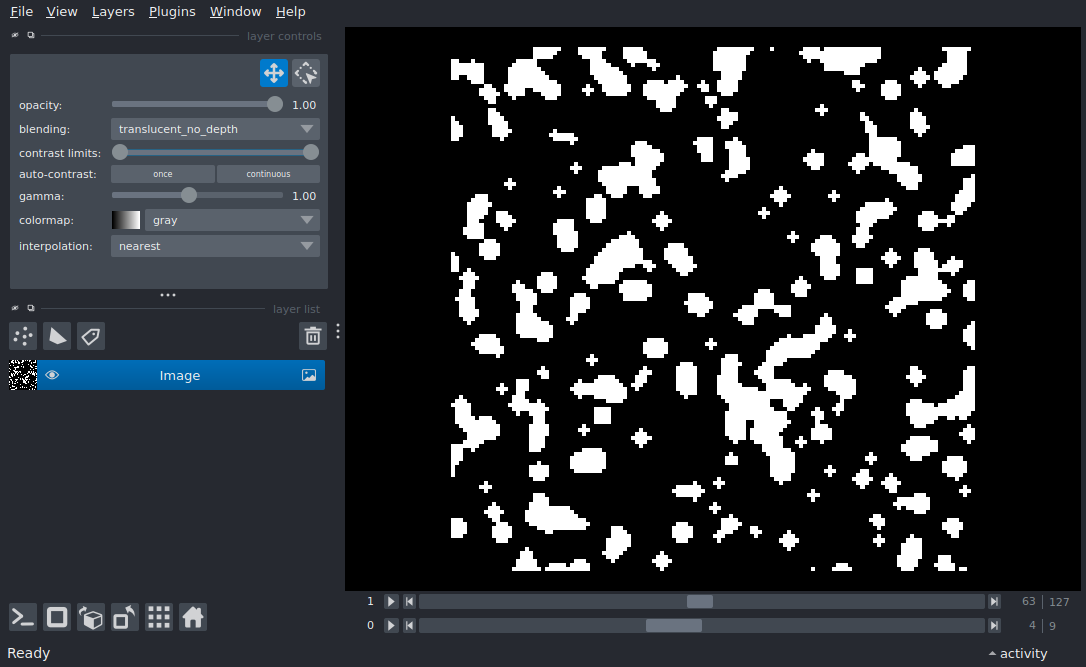 File View Layers Plugins Window Help
layer controls
opacity: 1.00
blending: translucent_no_depth
contrast limits:
auto-contrast: once continuous
gamma: 1.00
colormap: gray
interpolation: nearest
layer list
Image
1 63 127
0 4 9
Ready activity